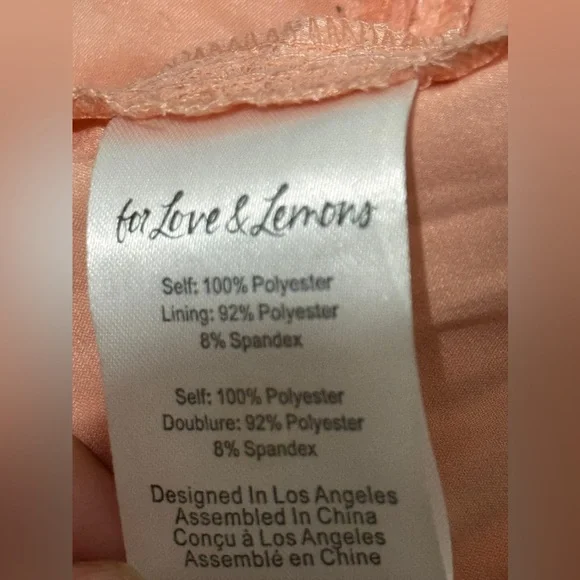 for Love & Lemons
Self: 100% Polyester
Lining: 92% Polyester
8% Spandex
Self: 100% Polyester
Doublure: 92% Polyester
8% Spandex
Designed In Los Angeles
Assembled In China
Conçu à Los Angeles
Assemblé en Chine